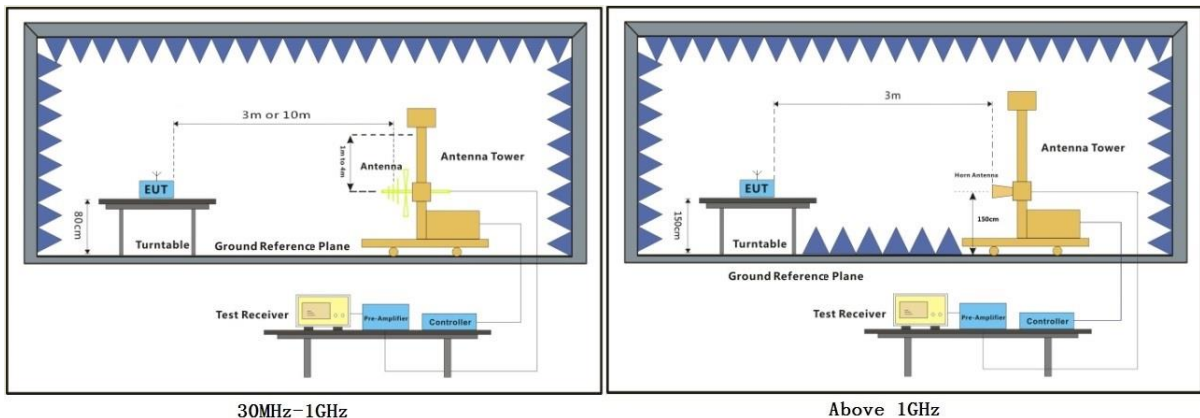 3m or 10m
1m to 4m
Antenna
Antenna Tower
EUT
80cm
Turntable
Ground Reference Plane
Test Receiver
Pre-Amplifier
Controller
30MHz-1GHz
3m
Antenna Tower
Horn Antenna
EUT
150cm
150cm
Turntable
Ground Reference Plane
Test Receiver
Pre-Amplifier
Controller
Above 1GHz